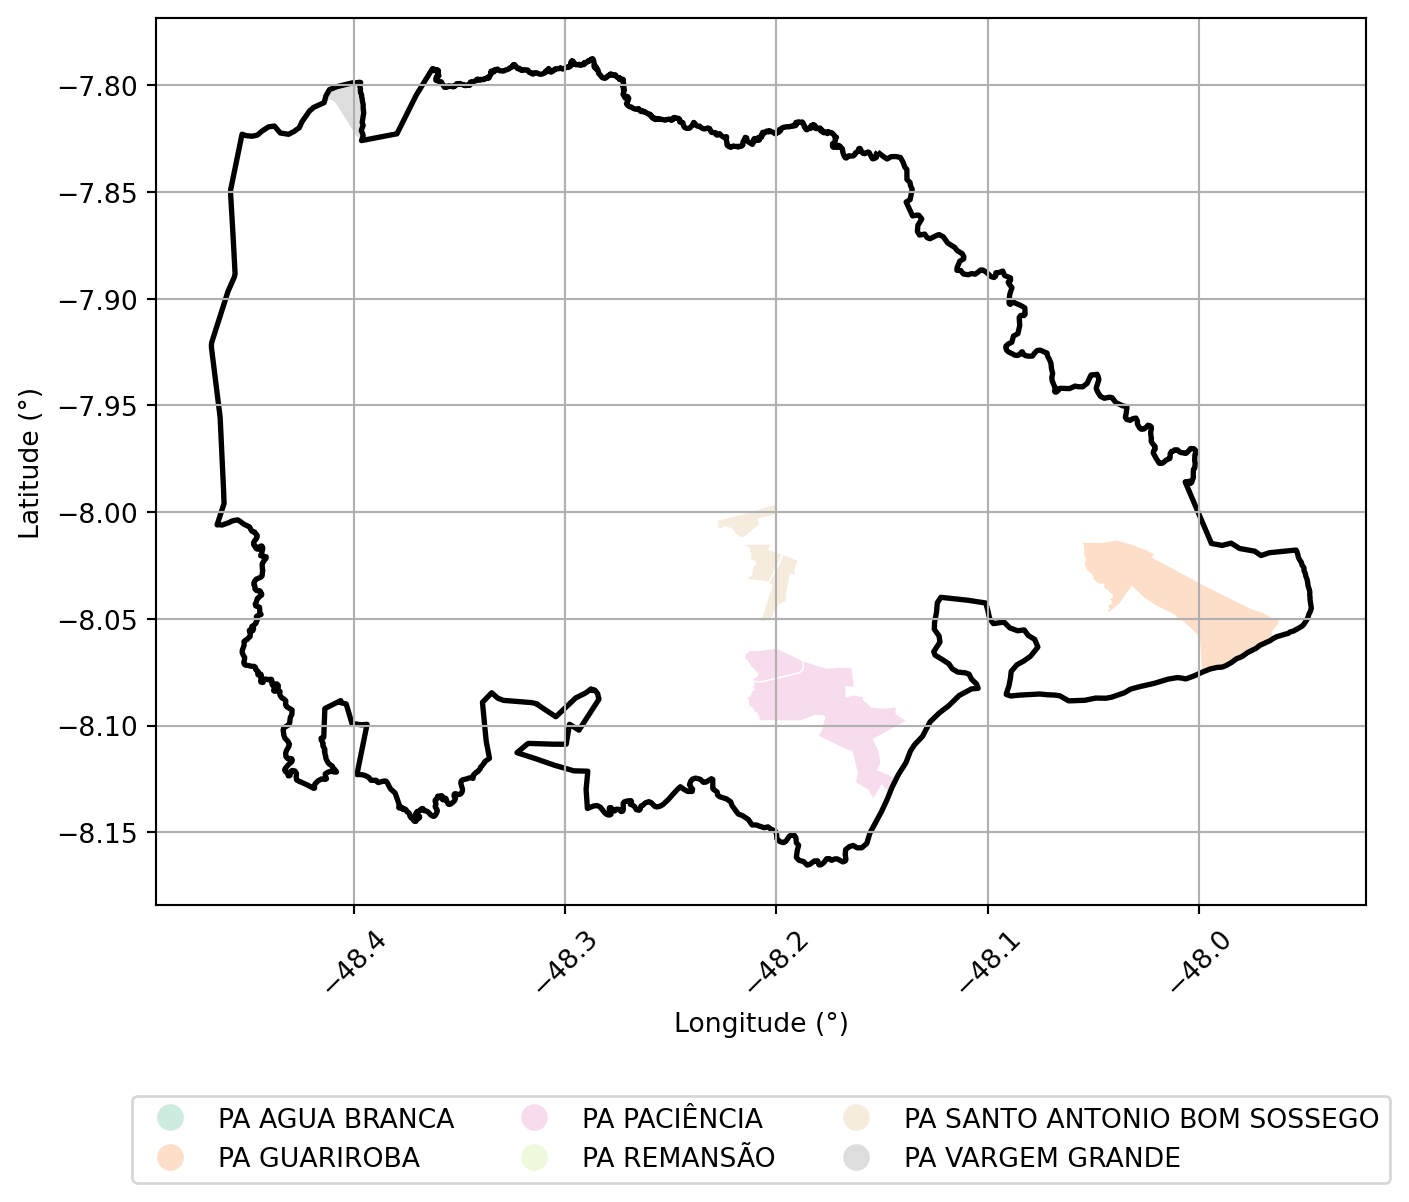 −7.80
−7.85
−7.90
−7.95
−8.00
−8.05
−8.10
−8.15
Latitude (°)
−48.4
−48.3
−48.2
−48.1
−48.0
Longitude (°)
PA AGUA BRANCA
PA GUARIROBA
PA PACIÊNCIA
PA REMANSÃO
PA SANTO ANTONIO BOM SOSSEGO
PA VARGEM GRANDE